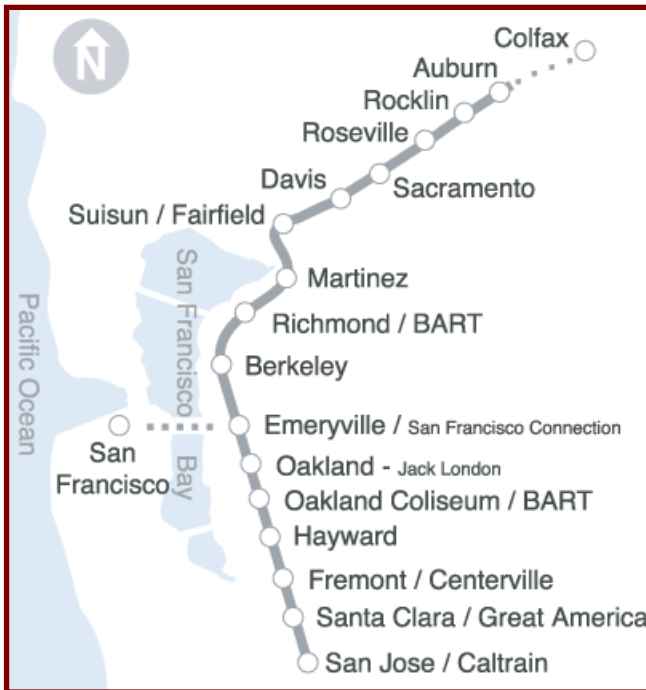 N
Colfax
Auburn
Rocklin
Roseville
Davis
Sacramento
Suisun / Fairfield
Martinez
Richmond / BART
Berkeley
Emeryville / San Francisco Connection
Oakland - Jack London
Oakland Coliseum / BART
Hayward
Fremont / Centerville
Santa Clara / Great America
San Jose / Caltrain
San
Francisco
San Francisco Bay
Pacific Ocean